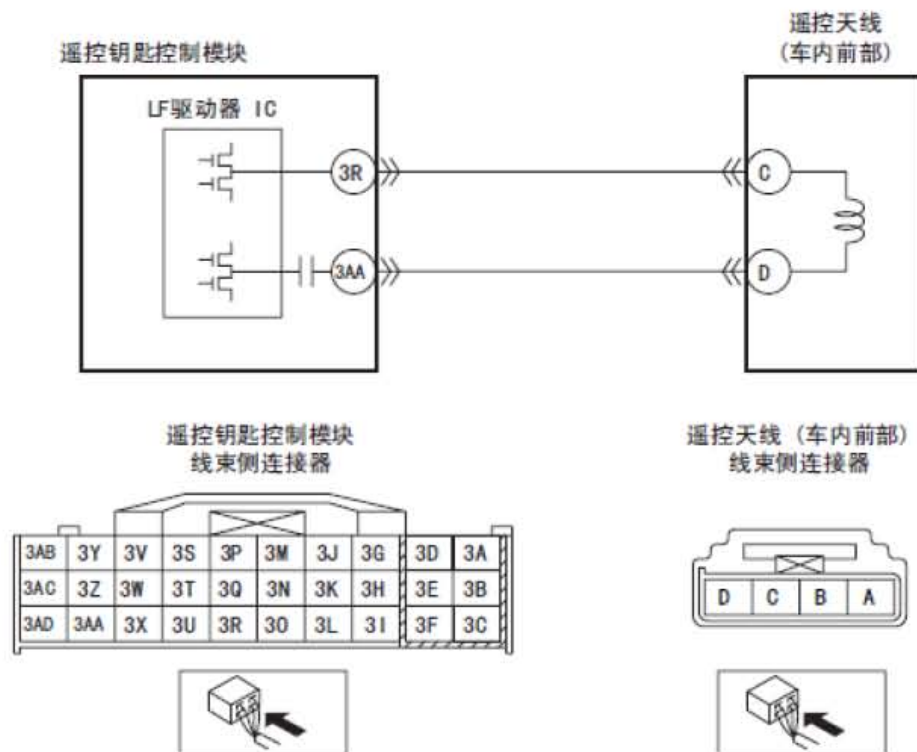 遥控天线
(车内前部)
遥控钥匙控制模块
LF驱动器 IC
3R
C
3AA
D
遥控钥匙控制模块
线束侧连接器
遥控天线 (车内前部)
线束侧连接器
3AB 3Y 3V 3S 3P 3M 3J 3G 3D 3A
3AC 3Z 3W 3T 3Q 3N 3K 3H 3E 3B
3AD 3AA 3X 3U 3R 3O 3L 3I 3F 3C
D C B A